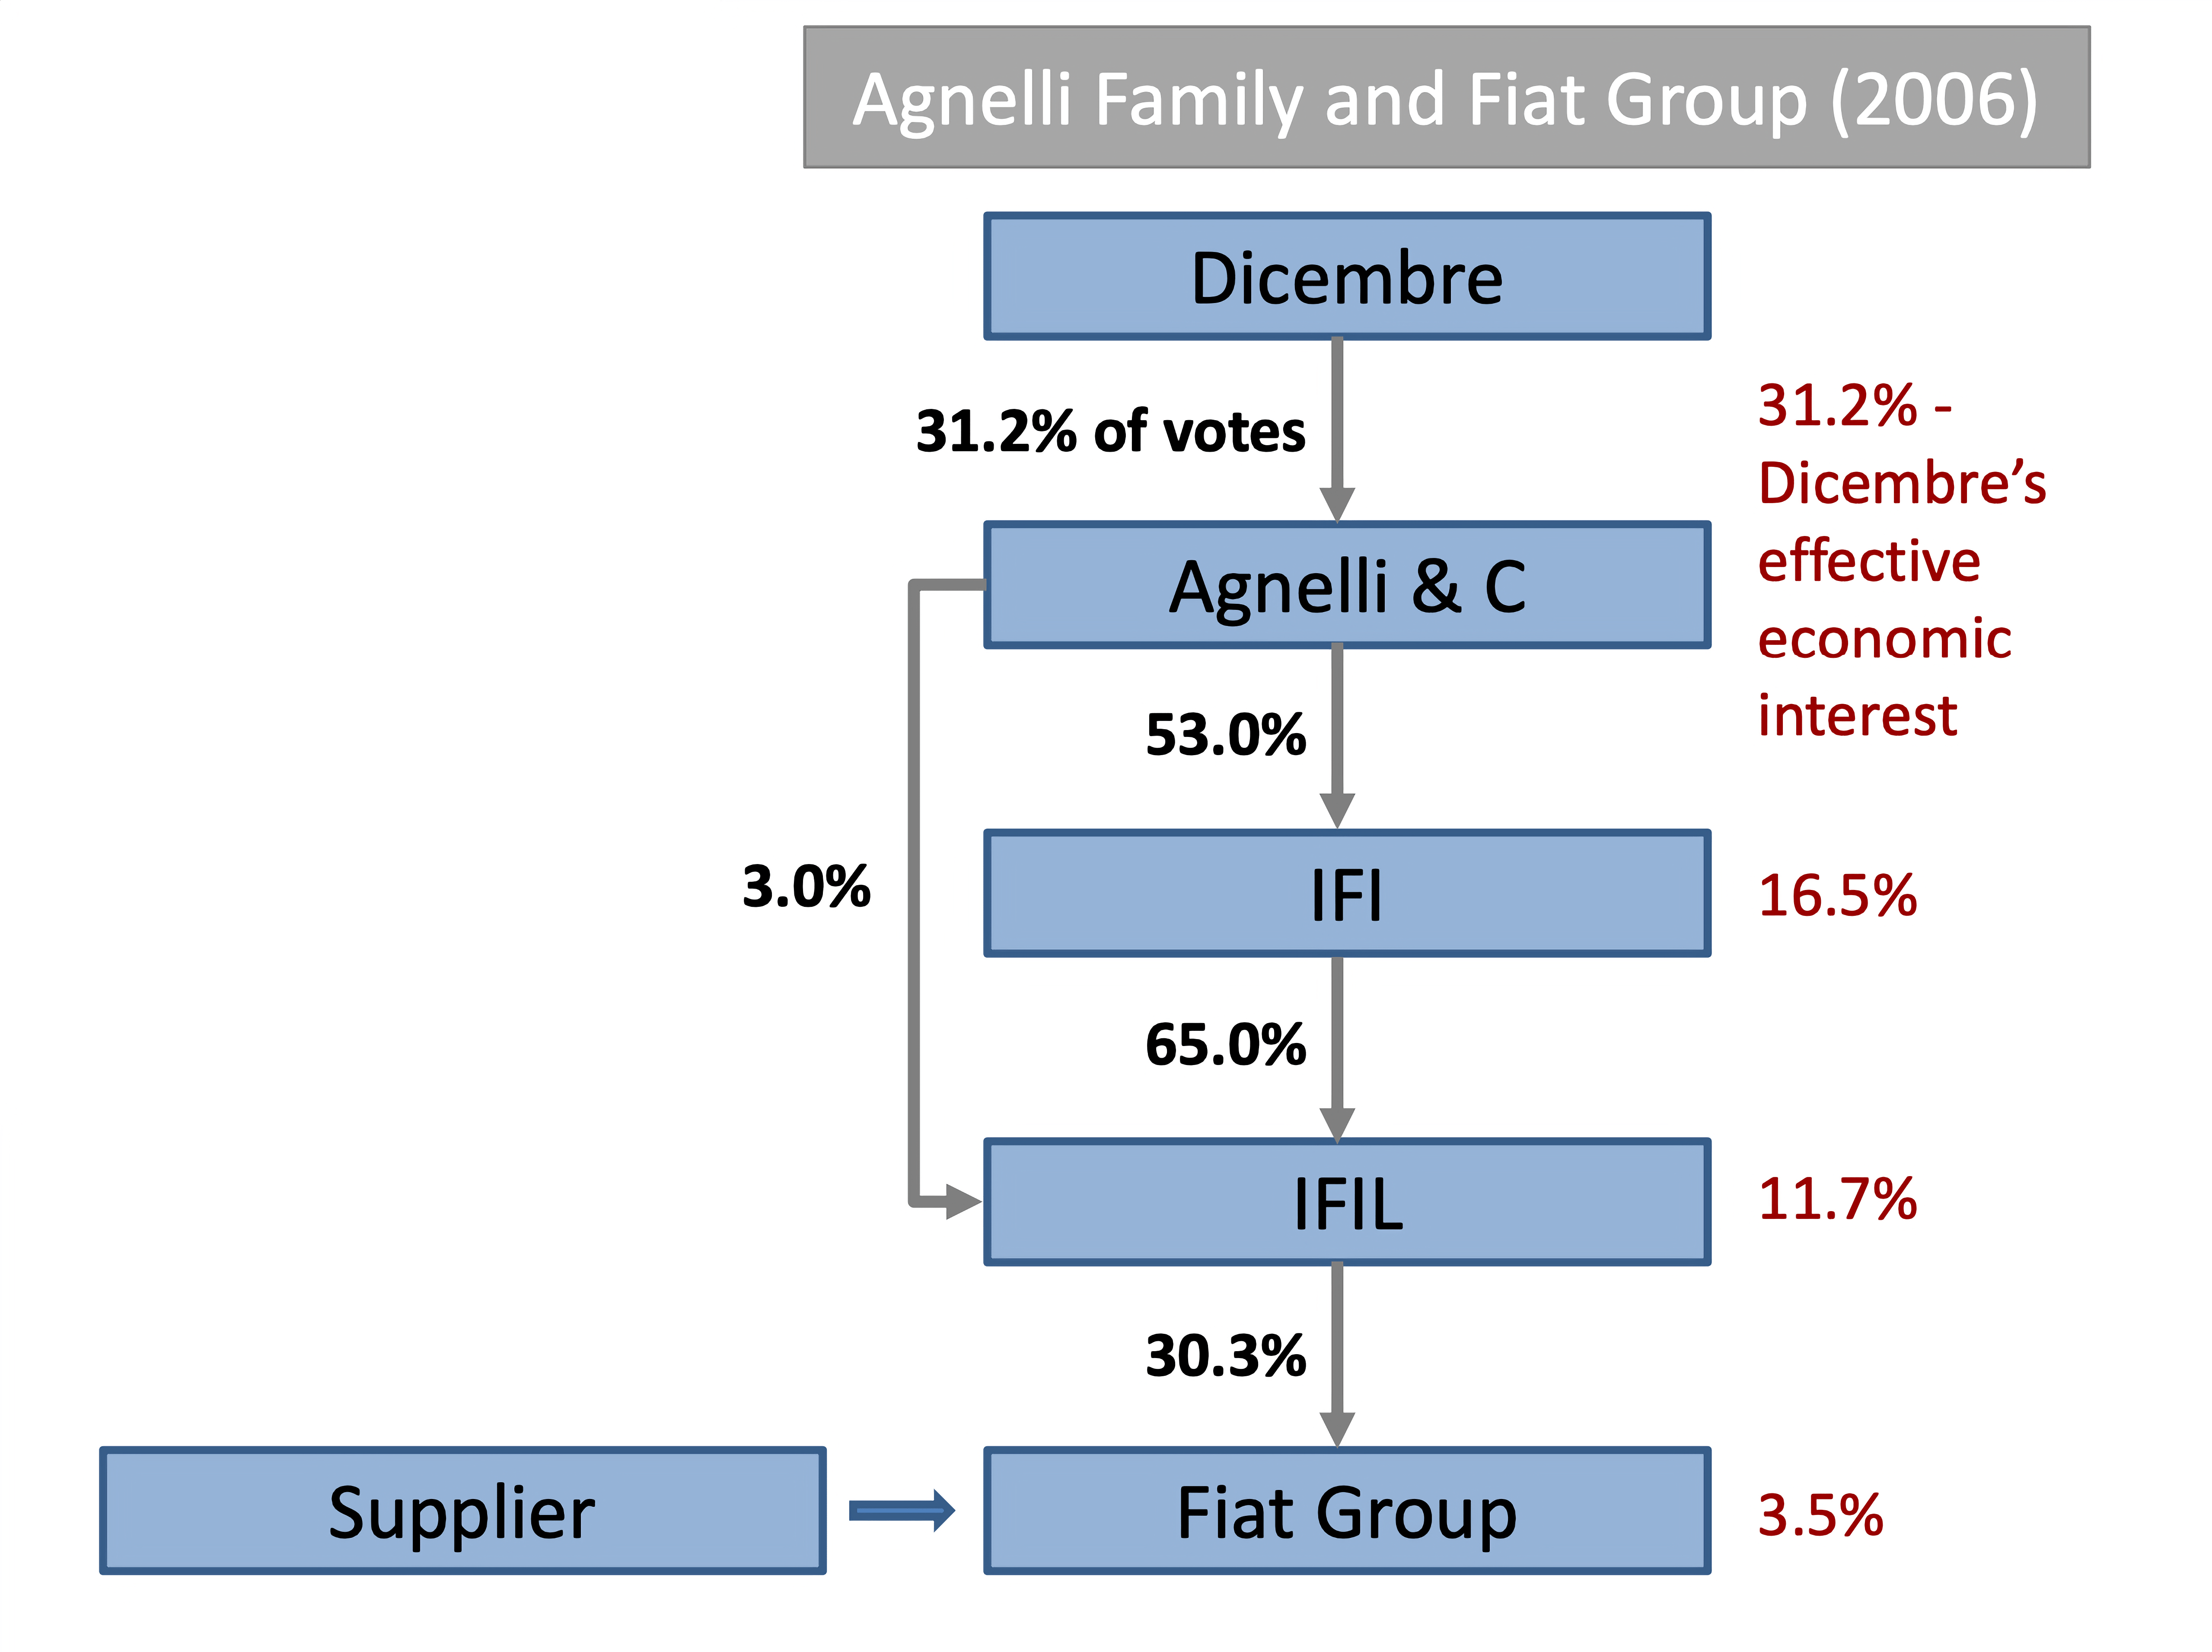 Agnelli Family and Fiat Group (2006)
Dicembre
31.2% of votes
31.2% -
Dicembre’s
effective
economic
interest
Agnelli & C
53.0%
3.0%
IFI
16.5%
65.0%
IFIL
11.7%
30.3%
Supplier
Fiat Group
3.5%